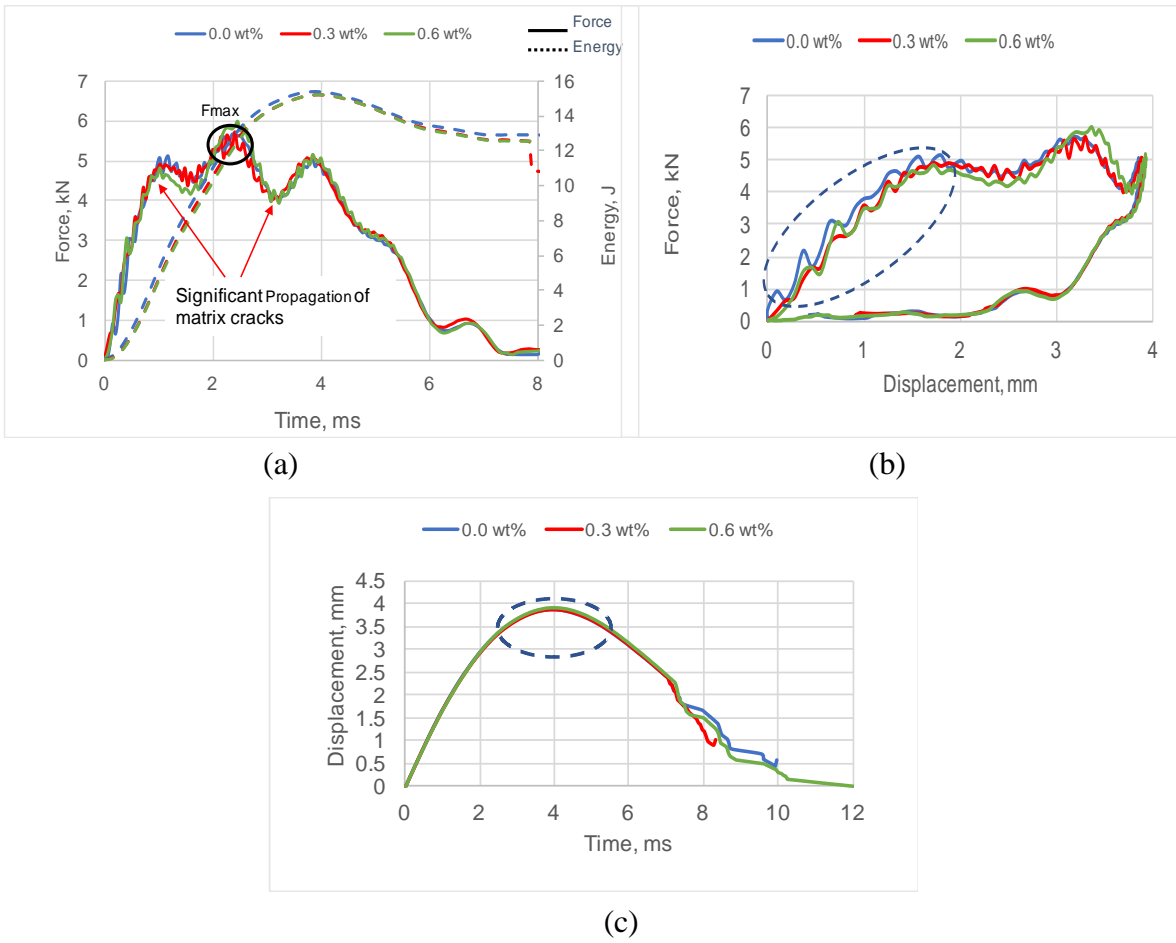 0.0 wt% 0.3 wt% 0.6 wt%
Force
Energy
7
6
5
4
3
2
1
0
Force, kN
16
14
12
10
8
6
4
2
0
Energy, J
Fmax
Significant Propagation of
matrix cracks
0 2 4 6 8
Time, ms
(a)
0.0 wt% 0.3 wt% 0.6 wt%
7
6
5
4
3
2
1
0
Force, kN
0 1 2 3 4
Displacement, mm
(b)
0.0 wt% 0.3 wt% 0.6 wt%
4.5
4
3.5
3
2.5
2
1.5
1
0.5
0
Displacement, mm
0 2 4 6 8 10 12
Time, ms
(c)